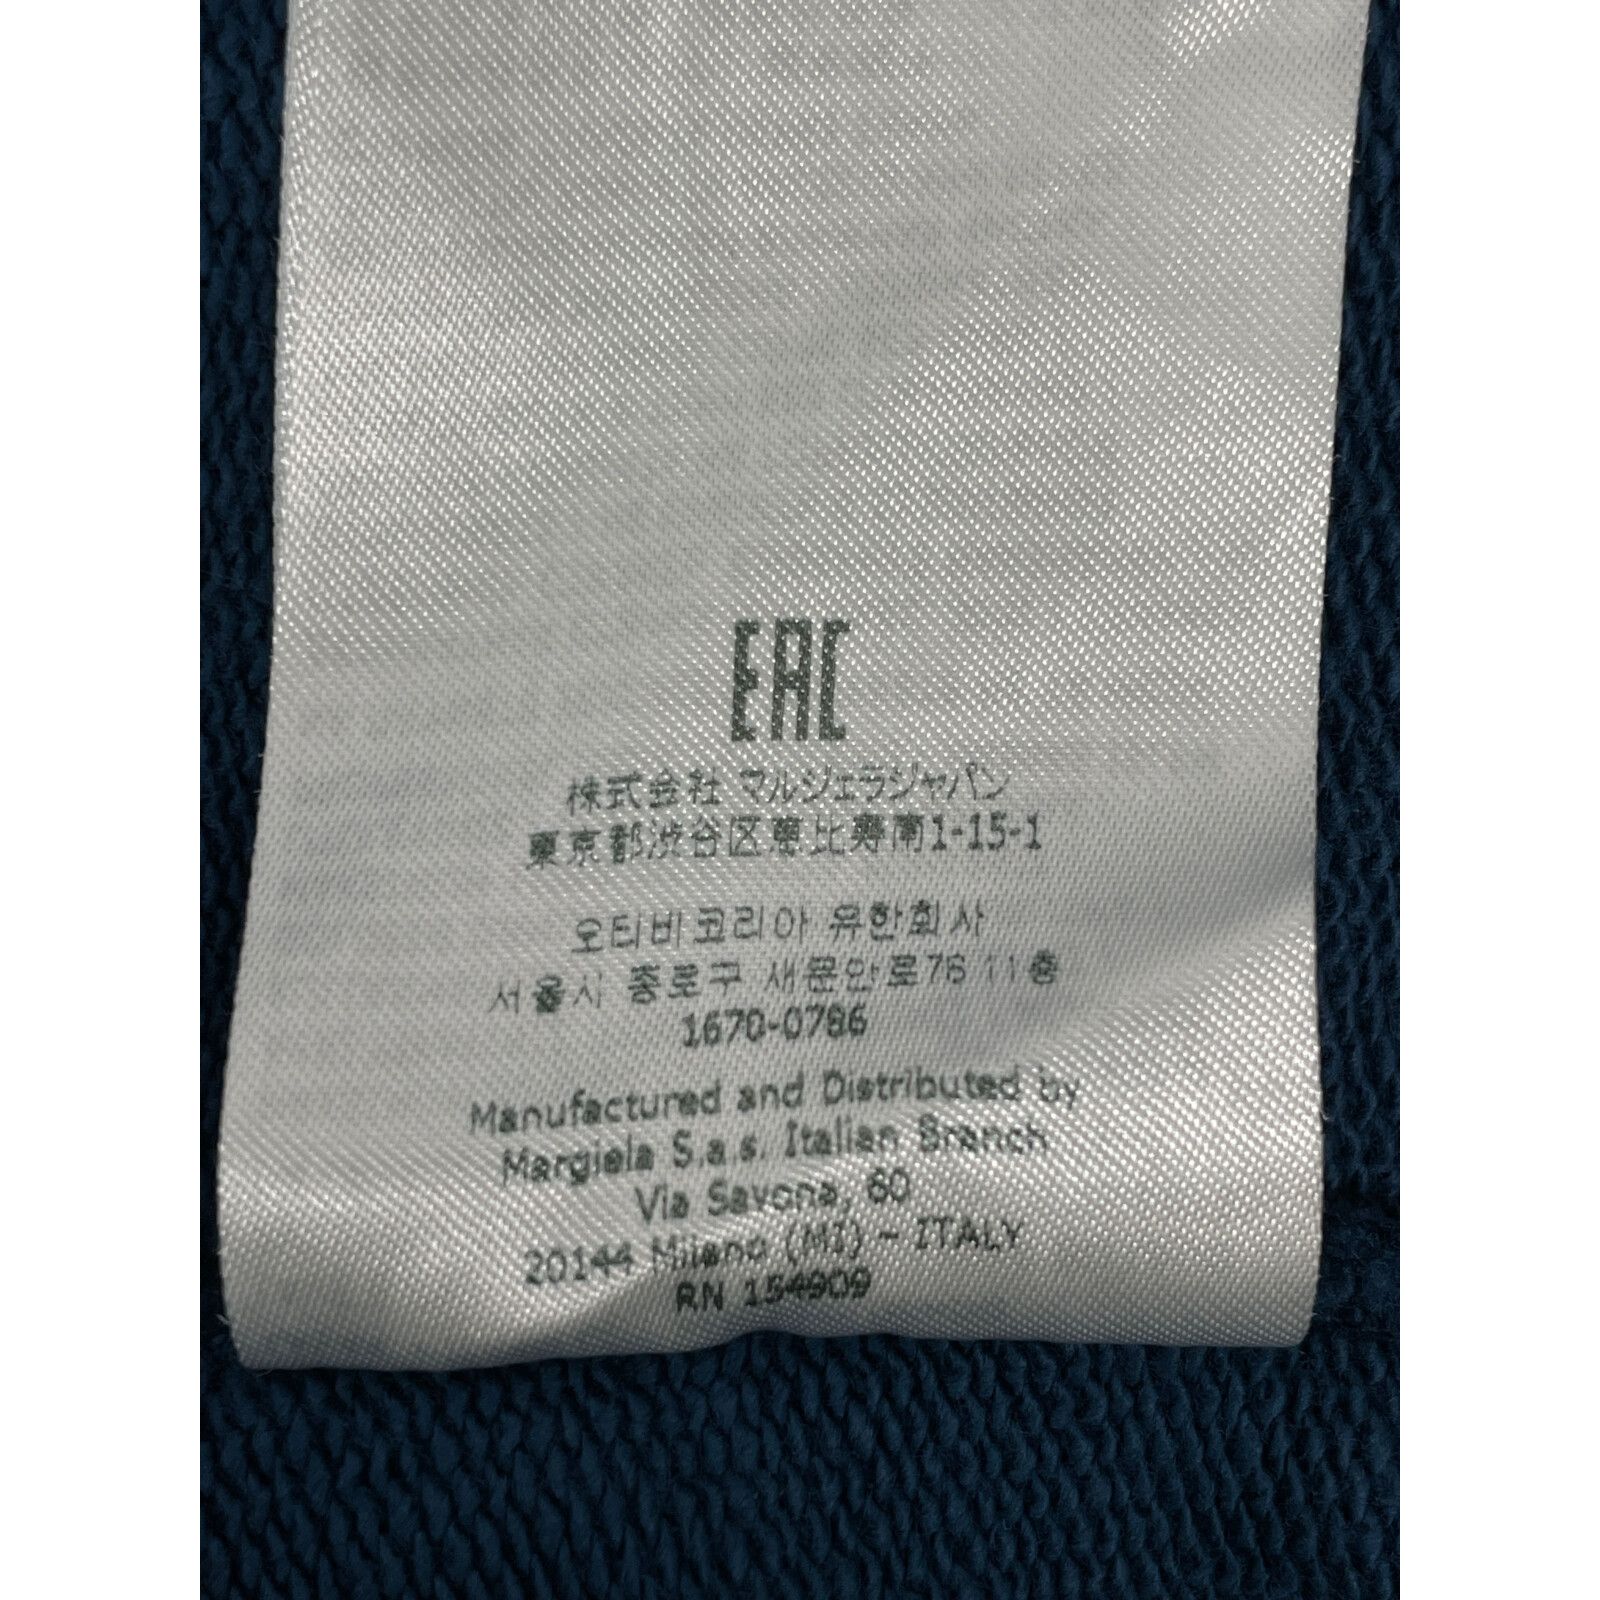 EAC
株式会社 マルジェラジャパン
東京都渋谷区恵比寿南1-15-1
오티비코리아 유한회사
서울시 종로구 새문안로76 11층
1670-0786
Manufactured and Distributed by
Margiela S.a.s. Italian Branch
Via Savona, 60
20144 Milano (MI) - ITALY
RN 154909